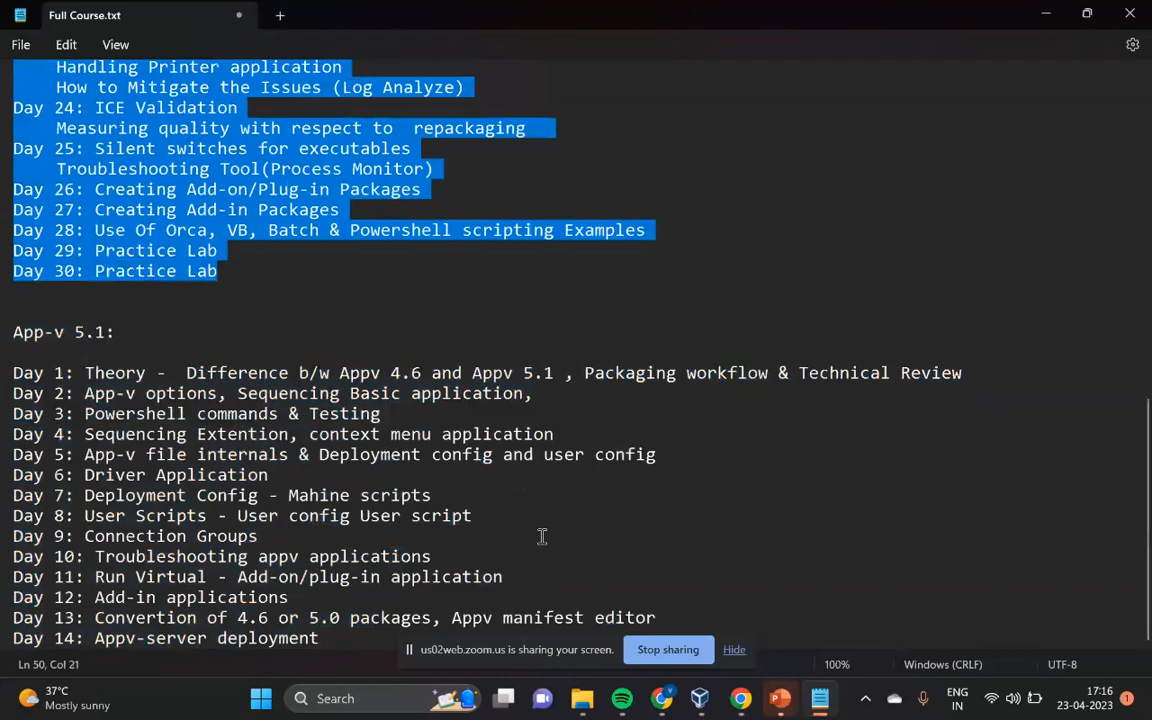 Full Course.txt
File Edit View
Handling Printer application
How to Mitigate the Issues (Log Analyze)
Day 24: ICE Validation
Measuring quality with respect to  repackaging
Day 25: Silent switches for executables
Troubleshooting Tool(Process Monitor)
Day 26: Creating Add-on/Plug-in Packages
Day 27: Creating Add-in Packages
Day 28: Use Of Orca, VB, Batch & Powershell scripting Examples
Day 29: Practice Lab
Day 30: Practice Lab
App-v 5.1:
Day 1: Theory -  Difference b/w Appv 4.6 and Appv 5.1 , Packaging workflow & Technical Review
Day 2: App-v options, Sequencing Basic application,
Day 3: Powershell commands & Testing
Day 4: Sequencing Extention, context menu application
Day 5: App-v file internals & Deployment config and user config
Day 6: Driver Application
Day 7: Deployment Config - Mahine scripts
Day 8: User Scripts - User config User script
Day 9: Connection Groups
Day 10: Troubleshooting appv applications
Day 11: Run Virtual - Add-on/plug-in application
Day 12: Add-in applications
Day 13: Convertion of 4.6 or 5.0 packages, Appv manifest editor
Day 14: Appv-server deployment
us02web.zoom.us is sharing your screen. Stop sharing Hide
Ln 50, Col 21 100% Windows (CRLF) UTF-8
37°C
Mostly sunny
Search
ENG
IN
17:16
23-04-2023
1